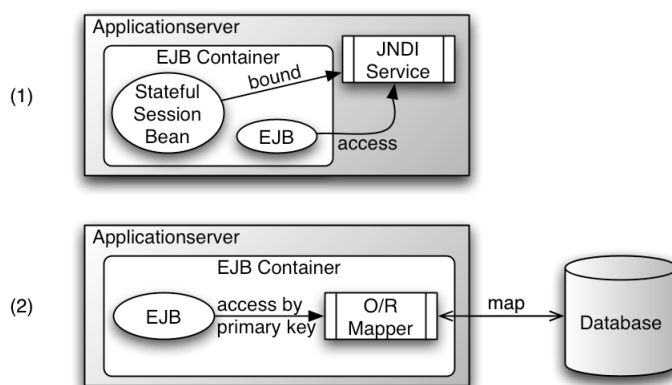 Applicationserver
EJB Container
JNDI
Service
bound
(1)
Stateful
Session
Bean
EJB
access
Applicationserver
EJB Container
(2)
EJB
access by
primary key
O/R
Mapper
map
Database